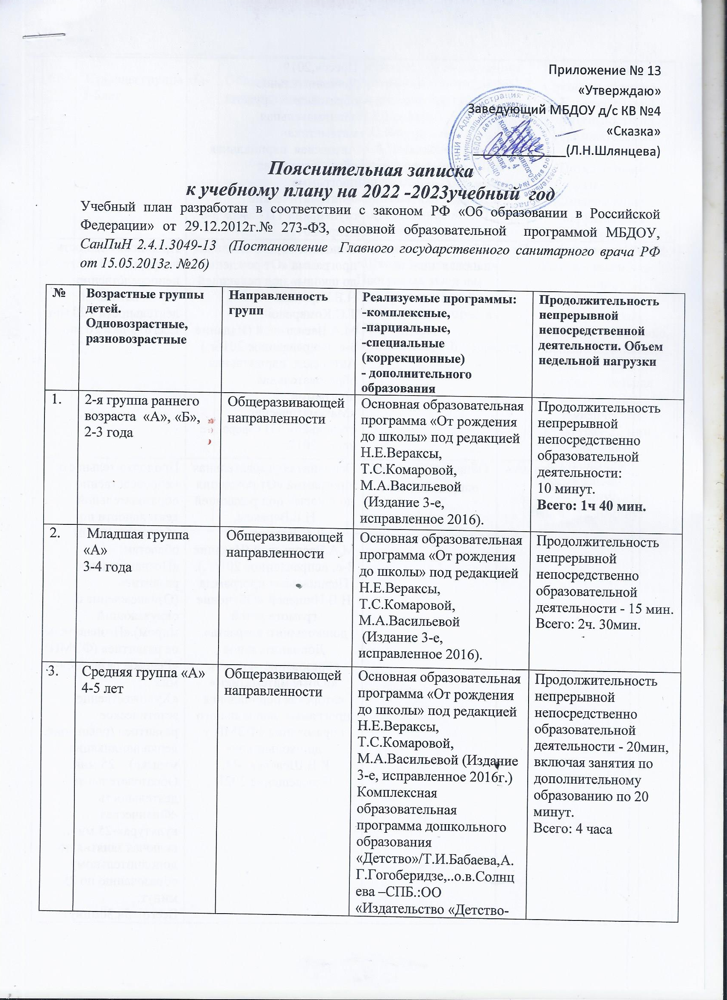 Приложение № 13
«Утверждаю»
Заведующий МБДОУ д/с КВ №4
«Сказка»
(Л.Н.Шлянцева)
Пояснительная записка
к учебному плану на 2022 -2023учебный год
Учебный план разработан в соответствии с законом РФ «Об образовании в Российской
Федерации» от 29.12.2012г.№ 273-ФЗ, основной образовательной программой МБДОУ,
СанПиН 2.4.1.3049-13 (Постановление Главного государственного санитарного врача РФ
от 15.05.2013г. №26)
№
Возрастные группы
детей.
Одновозрастные,
разновозрастные
Направленность
групп
Реализуемые программы:
-комплексные,
-парциальные,
-специальные
(коррекционные)
- дополнительного
образования
Продолжительность
непрерывной
непосредственной
деятельности. Объем
недельной нагрузки
1.
2-я группа раннего
возраста «А», «Б»,
2-3 года
Общеразвивающей
направленности
Основная образовательная
программа «От рождения
до школы» под редакцией
Н.Е.Вераксы,
Т.С.Комаровой,
М.А.Васильевой
(Издание 3-е,
исправленное 2016).
Продолжительность
непрерывной
непосредственно
образовательной
деятельности:
10 минут.
Всего: 1ч 40 мин.
2.
Младшая группа
«А»
3-4 года
Общеразвивающей
направленности
Основная образовательная
программа «От рождения
до школы» под редакцией
Н.Е.Вераксы,
Т.С.Комаровой,
М.А.Васильевой
(Издание 3-е,
исправленное 2016).
Продолжительность
непрерывной
непосредственно
образовательной
деятельности - 15 мин.
Всего: 2ч. 30мин.
3.
Средняя группа «А»
4-5 лет
Общеразвивающей
направленности
Основная образовательная
программа «От рождения
до школы» под редакцией
Н.Е.Вераксы,
Т.С.Комаровой,
М.А.Васильевой (Издание
3-е, исправленное 2016г.)
Комплексная
образовательная
программа дошкольного
образования
«Детство»/Т.И.Бабаева,А.
Г.Гогоберидзе,..о.в.Солнц
ева –СПБ.:ОО
«Издательство «Детство-
Продолжительность
непрерывной
непосредственно
образовательной
деятельности - 20мин,
включая занятия по
дополнительному
образованию по 20
минут.
Всего: 4 часа